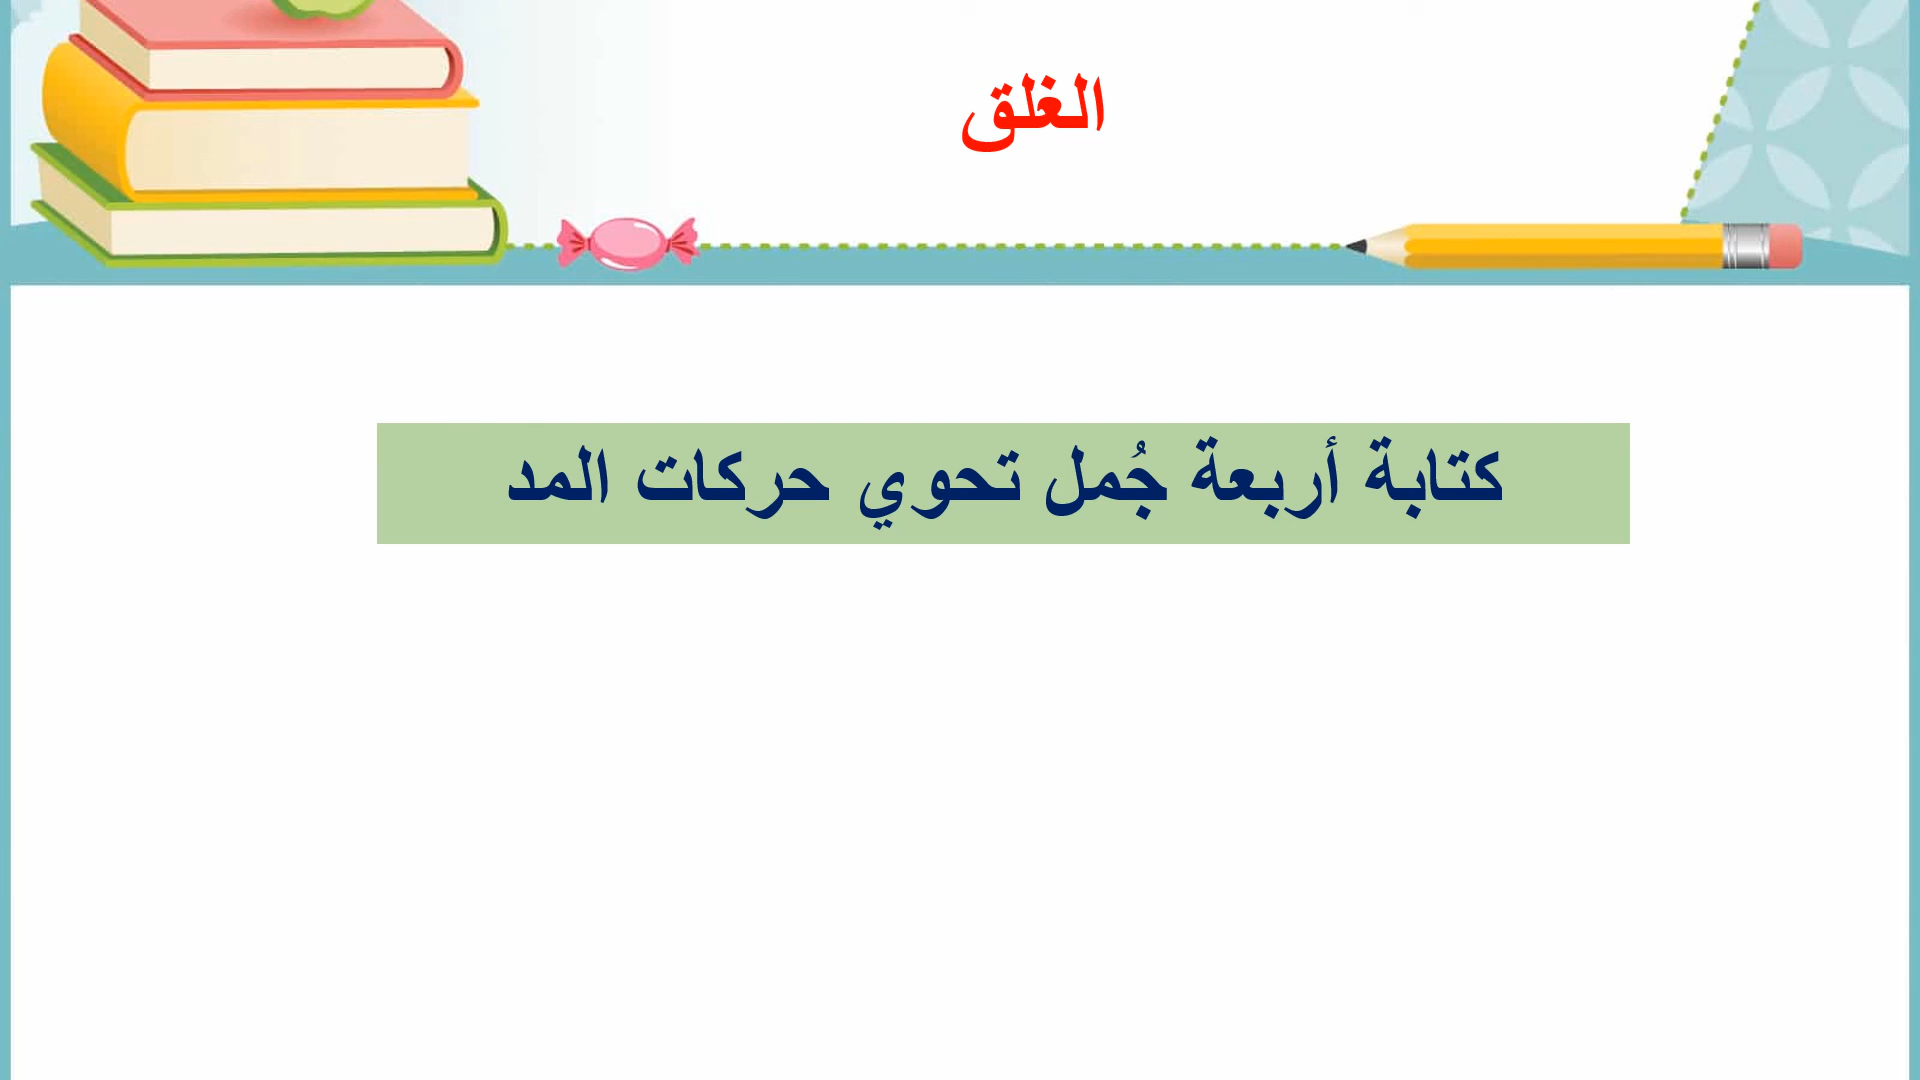 الغلق
كتابة أربعة جُمل تحوي حركات المد